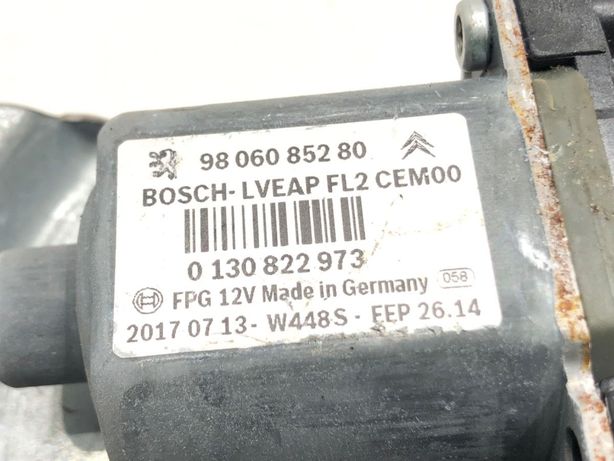 98 060 852 80
BOSCH- LVEAP FL2 CEM00
0 130 822 973
FPG 12V Made in Germany 058
2017 07 13- W448S - EEP 26.14